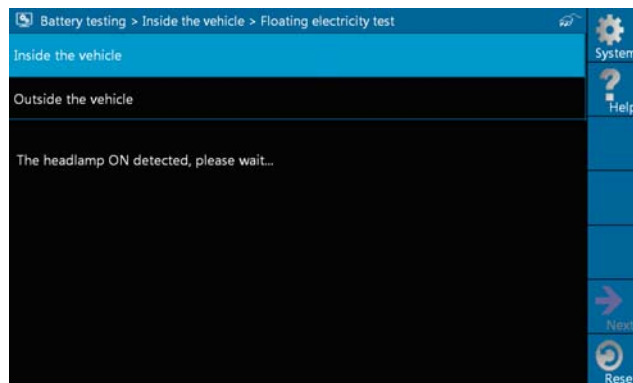 Battery testing > Inside the vehicle > Floating electricity test
Inside the vehicle
Outside the vehicle
The headlamp ON detected, please wait...
System
Help
Next
Rese